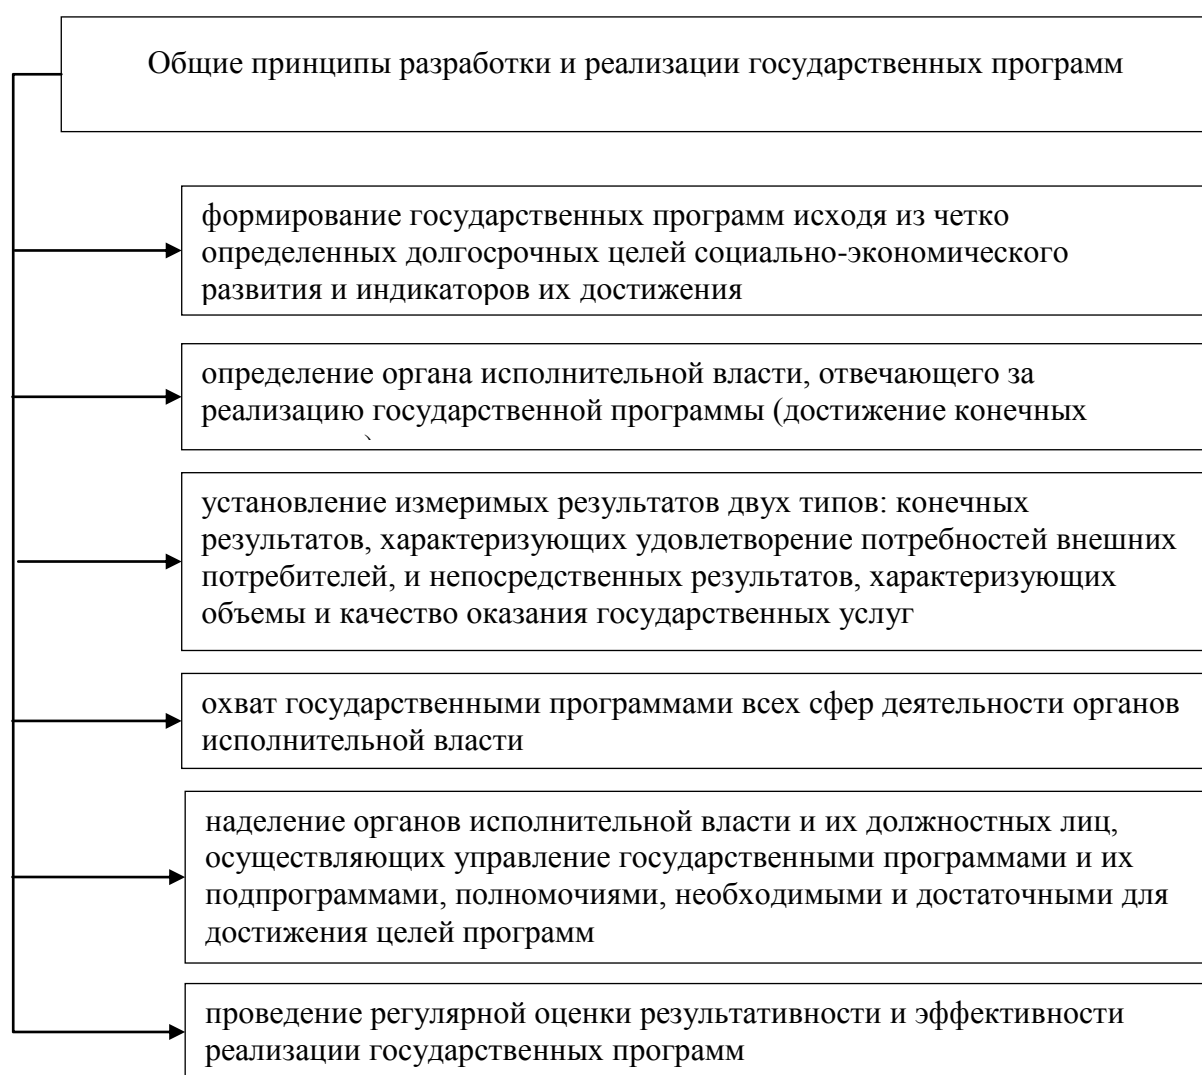 Общие принципы разработки и реализации государственных программ
формирование государственных программ исходя из четко
определенных долгосрочных целей социально-экономического
развития и индикаторов их достижения
определение органа исполнительной власти, отвечающего за
реализацию государственной программы (достижение конечных
установление измеримых результатов двух типов: конечных
результатов, характеризующих удовлетворение потребностей внешних
потребителей, и непосредственных результатов, характеризующих
объемы и качество оказания государственных услуг
охват государственными программами всех сфер деятельности органов
исполнительной власти
наделение органов исполнительной власти и их должностных лиц,
осуществляющих управление государственными программами и их
подпрограммами, полномочиями, необходимыми и достаточными для
достижения целей программ
проведение регулярной оценки результативности и эффективности
реализации государственных программ